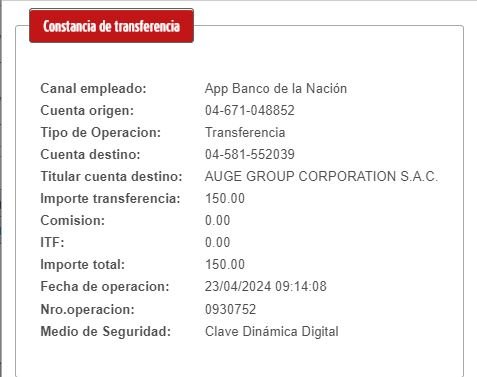 Constancia de transferencia
Canal empleado: App Banco de la Nación
Cuenta origen: 04-671-048852
Tipo de Operacion: Transferencia
Cuenta destino: 04-581-552039
Titular cuenta destino: AUGE GROUP CORPORATION S.A.C.
Importe transferencia: 150.00
Comision: 0.00
ITF: 0.00
Importe total: 150.00
Fecha de operacion: 23/04/2024 09:14:08
Nro.operacion: 0930752
Medio de Seguridad: Clave Dinámica Digital